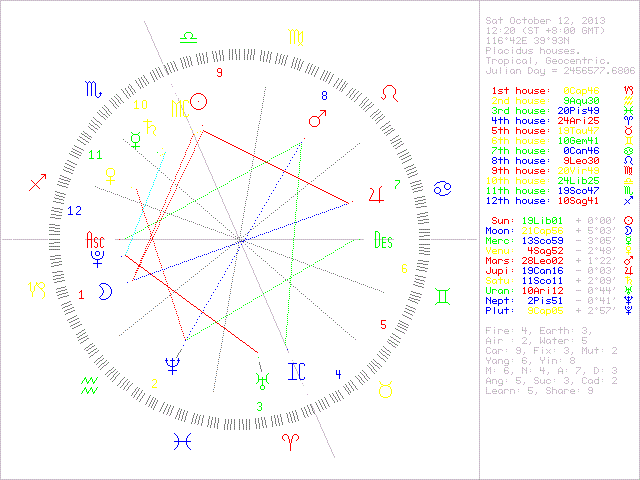 9
10
8
11
7
12
Asc
Des
6
1
5
2
IC
4
3
Sat October 12, 2013
12:20 (ST +8:00 GMT)
116°42E 39°93N
Placidus houses.
Tropical, Geocentric.
Julian Day = 2456577.6806
1st house: 0Cap46
2nd house: 9Aqu30
3rd house: 20Pis49
4th house: 24Ari25
5th house: 19Tau47
6th house: 10Gem41
7th house: 0Can46
8th house: 9Leo30
9th house: 20Vir49
10th house: 24Lib25
11th house: 19Sco47
12th house: 10Sag41
Sun: 19Lib01 + 0°00'
Moon: + 5°03'
Merc: 13Sco59 - 3°05'
Venu: 4Sag52 - 2°48'
Mars: 28Leo02 + 1°22'
Jupi: 19Can16 - 0°03'
Satu: 11Sco11 + 2°09'
Uran: 10Ari12 - 0°44'
Nept: 2Pis51 - 0°41'
Plut: 9Cap05 + 2°57'
Fire: 4, Earth: 3,
Air : 2, Water: 5
Car: 9, Fix: 3, Mut: 2
Yang: 6, Yin: 8
M: 6, N: 4, A: 7, D: 3
Ang: 5, Suc: 3, Cad: 2
Learn: 5, Share: 9